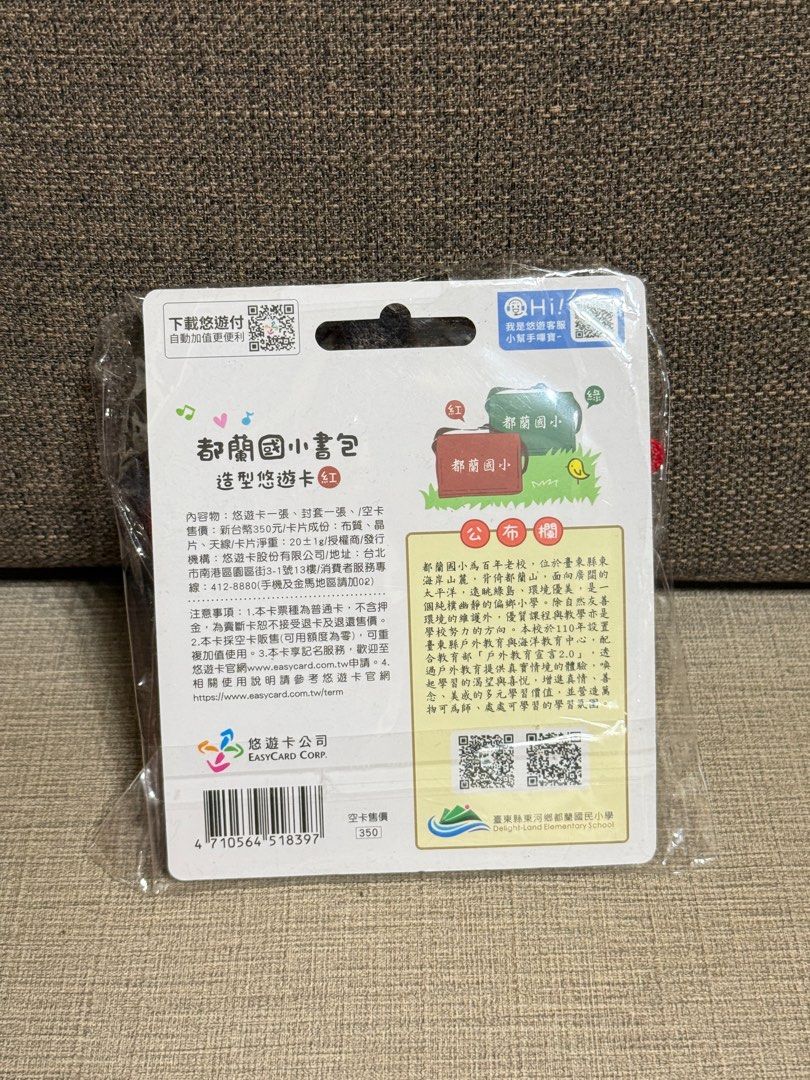 下載悠遊付
自動加值更便利
Hi!
我是悠遊客服
小幫手嗶寶~
紅
綠
都蘭國小
都蘭國小
都蘭國小書包
造型悠遊卡 紅
內容物：悠遊卡一張、封套一張、/空卡
售價：新台幣350元/卡片成份：布質、晶
片、天線/卡片淨重：20±1g/授權商/發行
機構：悠遊卡股份有限公司/地址：台北
市南港區園區街3-1號13樓/消費者服務專
線：412-8880(手機及金馬地區請加02)
注意事項：1.本卡票種為普通卡，不含押
金，為賣斷卡恕不接受退卡及退還售價。
2.本卡採空卡販售(可用額度為零)，可重
複加值使用。3.本卡享記名服務，歡迎至
悠遊卡官網www.easycard.com.tw申請。4.
相關使用說明請參考悠遊卡官網
https://www.easycard.com.tw/term
悠遊卡公司
EASYCARD CORP.
4 710564 518397
空卡售價
350
公布欄
都蘭國小為百年老校，位於臺東縣東
海岸山麓，背倚都蘭山，面向廣闊的
太平洋，遠眺綠島、環境優美，是一
個純樸幽靜的偏鄉小學。除自然友善
環境的維護外，優質課程與教學亦是
學校努力的方向。本校於110年設置
臺東縣戶外教育與海洋教育中心，配
合教育部「戶外教育宣言2.0」，透
過戶外教育提供真實情境的體驗，喚
起學習的渴望與喜悅，增進真情、善
念、美感的多元學習價值，並營造萬
物可為師、處處可學習的學習氛圍。
臺東縣東河鄉都蘭國民小學
Delight-Land Elementary School